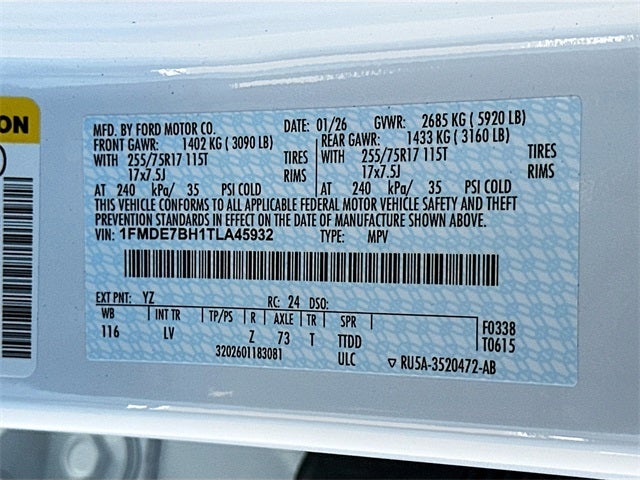 ON
MFD. BY FORD MOTOR CO. DATE: 01/26 GVWR: 2685 KG ( 5920 LB)
FRONT GAWR: 1402 KG ( 3090 LB) REAR GAWR: 1433 KG ( 3160 LB)
WITH 255/75R17 115T TIRES WITH 255/75R17 115T TIRES
17x7.5J RIMS 17x7.5J RIMS
AT 240 kPa/ 35 PSI COLD AT 240 kPa/ 35 PSI COLD
THIS VEHICLE CONFORMS TO ALL APPLICABLE FEDERAL MOTOR VEHICLE SAFETY AND THEFT
PREVENTION STANDARDS IN EFFECT ON THE DATE OF MANUFACTURE SHOWN ABOVE.
VIN: 1FMDE7BH1TLA45932 TYPE: MPV
EXT PNT: YZ RC: 24 DSO:
WB INT TR TP/PS R AXLE TR SPR F0338
116 LV Z 73 T TTDD T0615
3202601183081 ULC ▽ RU5A-3520472-AB